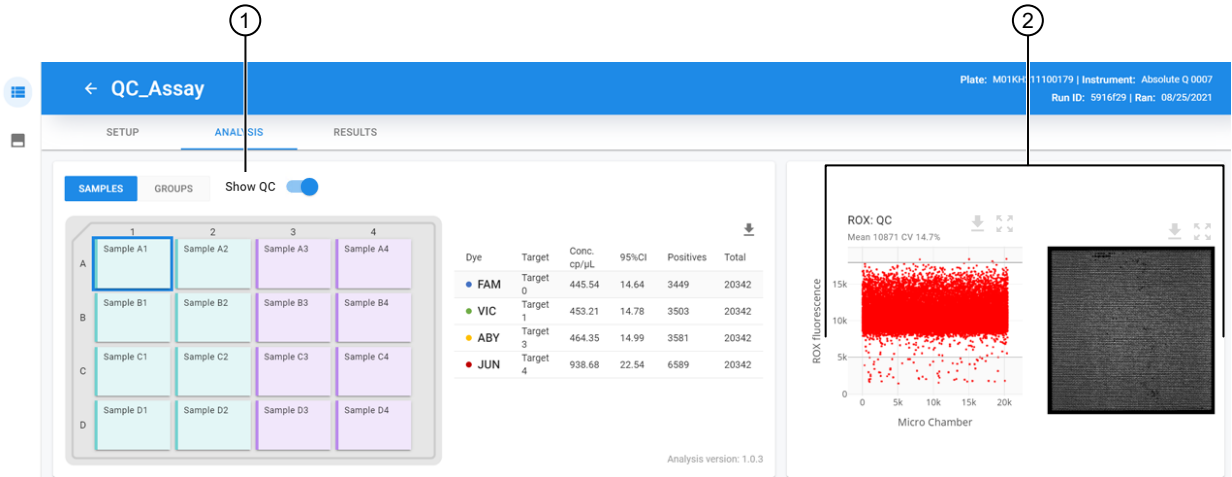 1
2
← QC_Assay
Plate: M01KH 11100179 | Instrument: Absolute Q 0007
Run ID: 5916f29 | Ran: 08/25/2021
SETUP ANALYSIS RESULTS
SAMPLES GROUPS Show QC
1 2 3 4
A Sample A1 Sample A2 Sample A3 Sample A4
B Sample B1 Sample B2 Sample B3 Sample B4
C Sample C1 Sample C2 Sample C3 Sample C4
D Sample D1 Sample D2 Sample D3 Sample D4
Dye Target Conc. cp/µL 95%CI Positives Total
FAM Target 0 445.54 14.64 3449 20342
VIC Target 1 453.21 14.78 3503 20342
ABY Target 3 464.35 14.99 3581 20342
JUN Target 4 938.68 22.54 6589 20342
Analysis version: 1.0.3
ROX: QC
Mean 10871 CV 14.7%
ROX fluorescence
15k
10k
5k
0
0 5k 10k 15k 20k
Micro Chamber